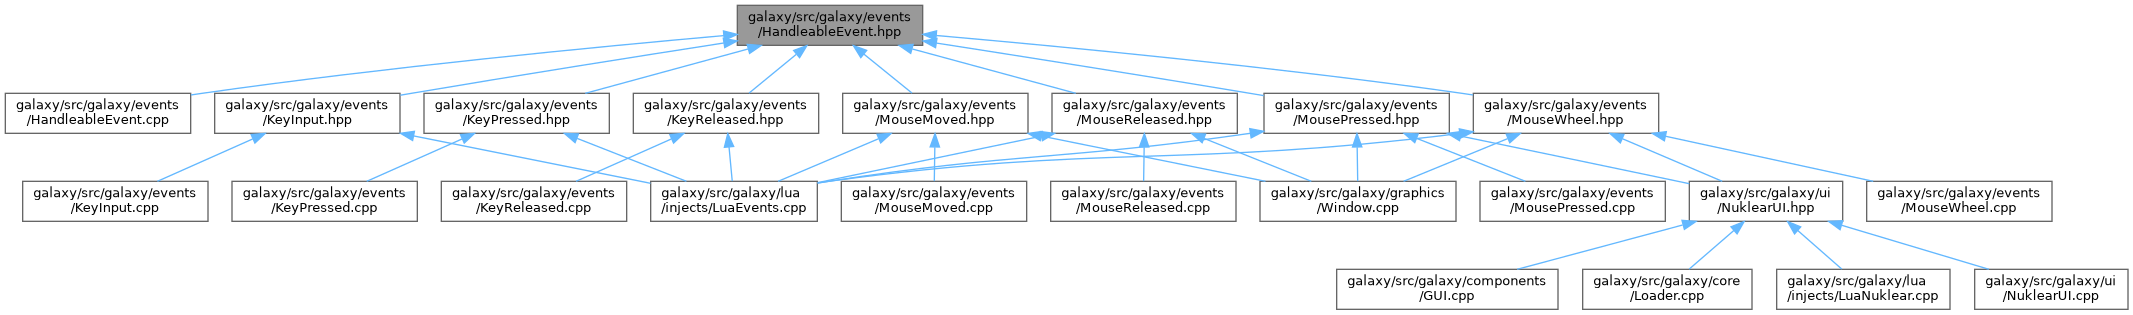 galaxy/src/galaxy/events
/HandleableEvent.hpp
galaxy/src/galaxy/events
/HandleableEvent.cpp
galaxy/src/galaxy/events
/KeyInput.hpp
galaxy/src/galaxy/events
/KeyPressed.hpp
galaxy/src/galaxy/events
/KeyReleased.hpp
galaxy/src/galaxy/events
/MouseMoved.hpp
galaxy/src/galaxy/events
/MouseReleased.hpp
galaxy/src/galaxy/events
/MousePressed.hpp
galaxy/src/galaxy/events
/MouseWheel.hpp
galaxy/src/galaxy/events
/KeyInput.cpp
galaxy/src/galaxy/events
/KeyPressed.cpp
galaxy/src/galaxy/events
/KeyReleased.cpp
galaxy/src/galaxy/lua
/injects/LuaEvents.cpp
galaxy/src/galaxy/events
/MouseMoved.cpp
galaxy/src/galaxy/events
/MouseReleased.cpp
galaxy/src/galaxy/graphics
/Window.cpp
galaxy/src/galaxy/events
/MousePressed.cpp
galaxy/src/galaxy/ui
/NuklearUI.hpp
galaxy/src/galaxy/events
/MouseWheel.cpp
galaxy/src/galaxy/components
/GUI.cpp
galaxy/src/galaxy/core
/Loader.cpp
galaxy/src/galaxy/lua
/injects/LuaNuklear.cpp
galaxy/src/galaxy/ui
/NuklearUI.cpp